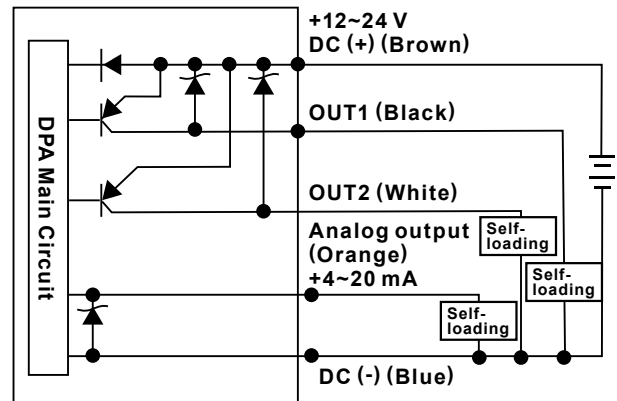 +12~24 V
DC (+) (Brown)
DPA Main Circuit
OUT1 (Black)
OUT2 (White)
Analog output
(Orange)
+4~20 mA
Self-
loading
Self-
loading
Self-
loading
DC (-) (Blue)